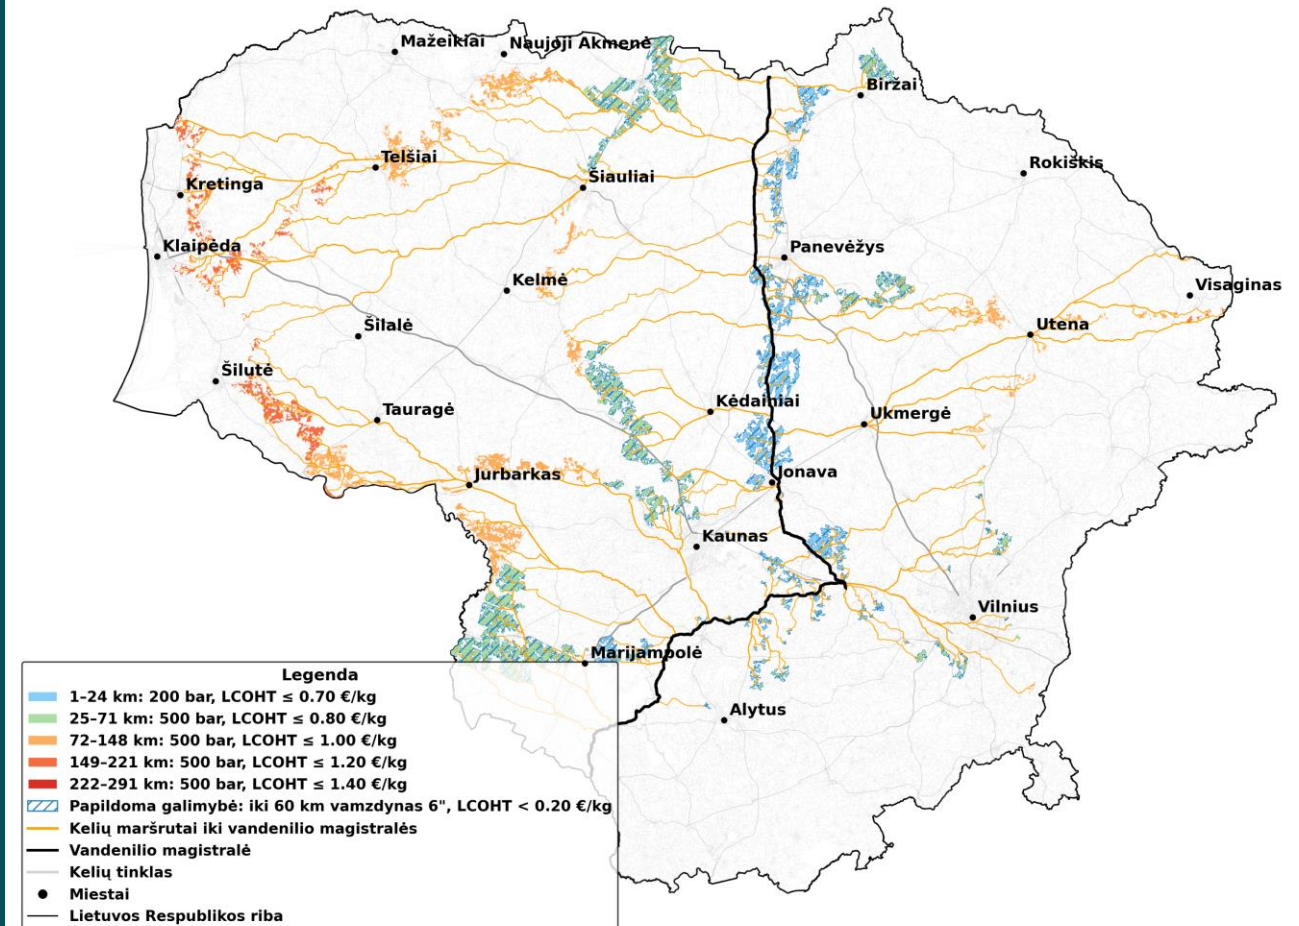 Mažeikiai
Naujoji Akmenė
Biržai
Telšiai
Rokiškis
Kretinga
Šiauliai
Klaipėda
Panevėžys
Kelmė
Visaginas
Šilalė
Utena
Šilutė
Tauragė
Kėdainiai
Ukmergė
Jurbarkas
Jonava
Kaunas
Vilnius
Marijampolė
Alytus
Legenda
1–24 km: 200 bar, LCOHT ≤ 0.70 €/kg
25–71 km: 500 bar, LCOHT ≤ 0.80 €/kg
72–148 km: 500 bar, LCOHT ≤ 1.00 €/kg
149–221 km: 500 bar, LCOHT ≤ 1.20 €/kg
222–291 km: 500 bar, LCOHT ≤ 1.40 €/kg
Papildoma galimybė: iki 60 km vamzdynas 6", LCOHT < 0.20 €/kg
Kelių maršrutai iki vandenilio magistralės
Vandenilio magistralė
Kelių tinklas
Miestai
Lietuvos Respublikos riba